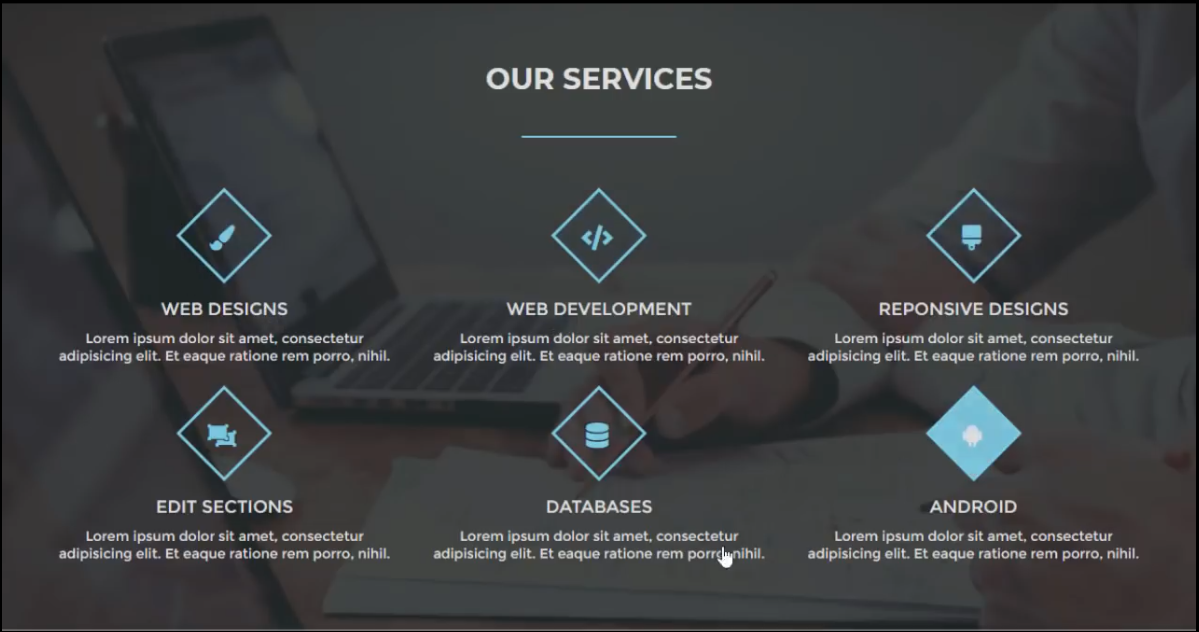 OUR SERVICES
WEB DESIGNS
Lorem ipsum dolor sit amet, consectetur
adipisicing elit. Et eaque ratione rem porro, nihil.
WEB DEVELOPMENT
Lorem ipsum dolor sit amet, consectetur
adipisicing elit. Et eaque ratione rem porro, nihil.
REPONSIVE DESIGNS
Lorem ipsum dolor sit amet, consectetur
adipisicing elit. Et eaque ratione rem porro, nihil.
EDIT SECTIONS
Lorem ipsum dolor sit amet, consectetur
adipisicing elit. Et eaque ratione rem porro, nihil.
DATABASES
Lorem ipsum dolor sit amet, consectetur
adipisicing elit. Et eaque ratione rem porro, nihil.
ANDROID
Lorem ipsum dolor sit amet, consectetur
adipisicing elit. Et eaque ratione rem porro, nihil.